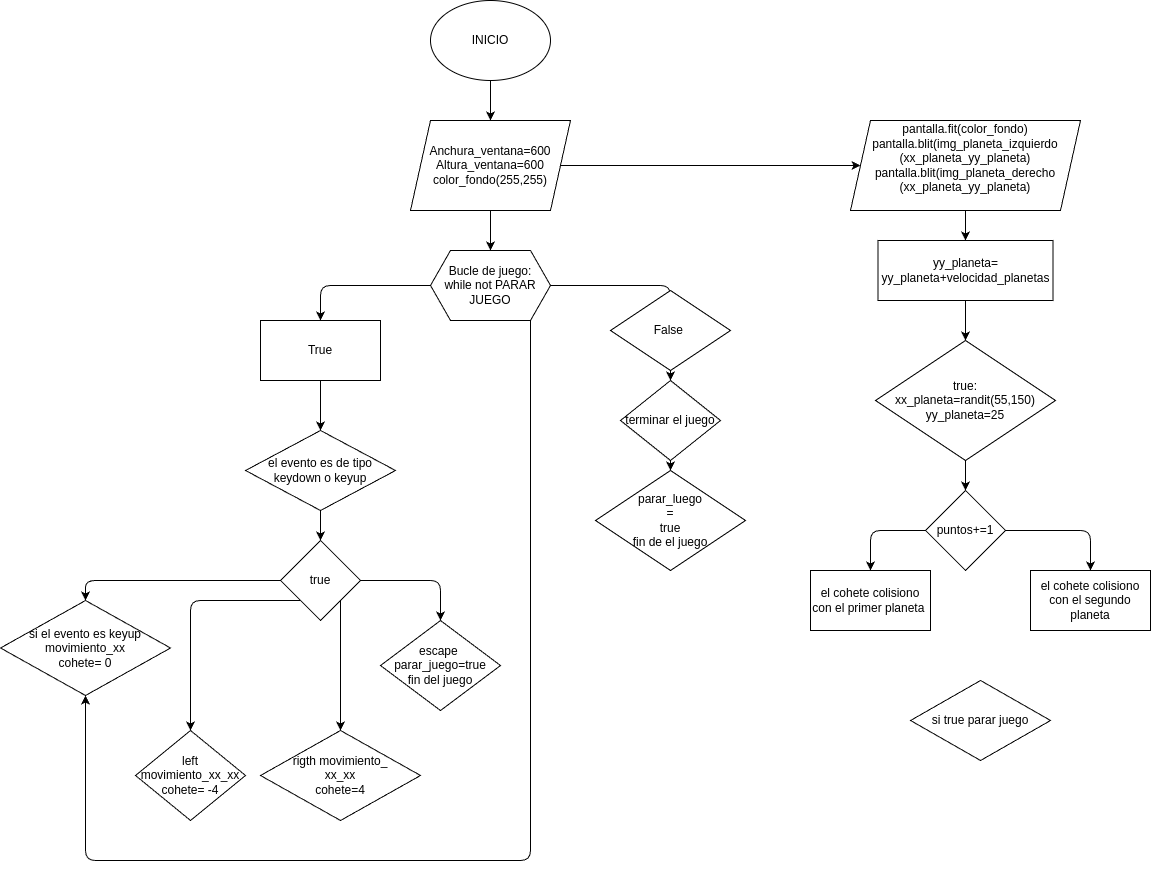 INICIO
Anchura_ventana=600
Altura_ventana=600
color_fondo(255,255)
pantalla.fit(color_fondo)
pantalla.blit(img_planeta_izquierdo
(xx_planeta_yy_planeta)
pantalla.blit(img_planeta_derecho
(xx_planeta_yy_planeta)
Bucle de juego:
while not PARAR
JUEGO
yy_planeta=
yy_planeta+velocidad_planetas
True
False
true:
xx_planeta=randit(55,150)
yy_planeta=25
terminar el juego
el evento es de tipo
keydown o keyup
parar_luego
=
true
fin de el juego
puntos+=1
true
el cohete colisiono
con el primer planeta
el cohete colisiono
con el segundo
planeta
si el evento es keyup
movimiento_xx
cohete= 0
escape
parar_juego=true
fin del juego
si true parar juego
left
movimiento_xx_xx
cohete= -4
rigth movimiento_
xx_xx
cohete=4